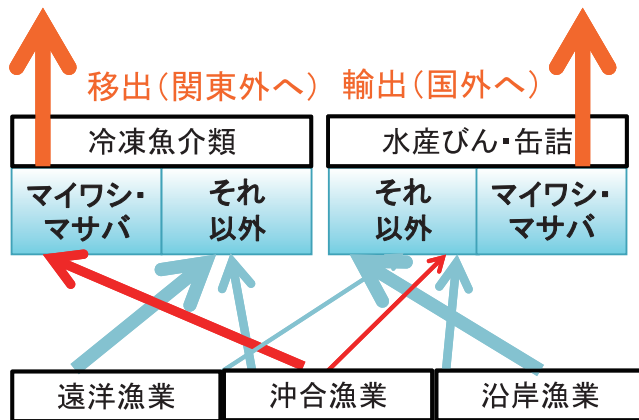 移出(関東外へ) 輸出(国外へ)
冷凍魚介類 水産びん・缶詰
マイワシ・
マサバ
それ
以外
それ
以外
マイワシ・
マサバ
遠洋漁業 沖合漁業 沿岸漁業